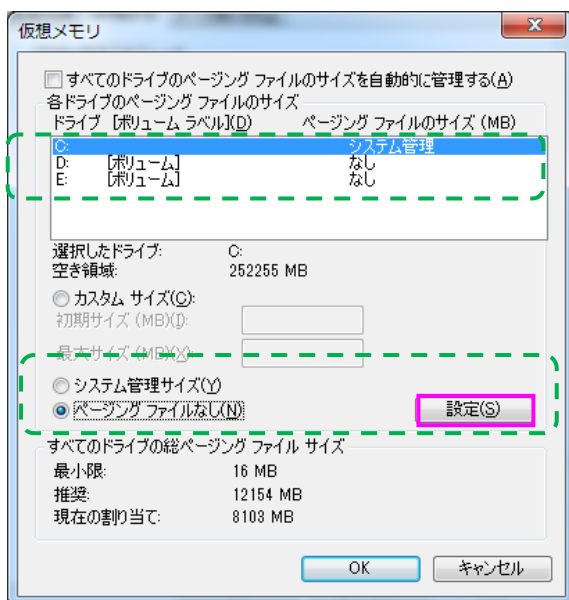 仮想メモリ
すべてのドライブのページング ファイルのサイズを自動的に管理する(A)
各ドライブのページング ファイルのサイズ
ドライブ [ボリューム ラベル](D) ページング ファイルのサイズ (MB)
C: システム管理
D: [ボリューム] なし
E: [ボリューム] なし
選択したドライブ: C:
空き領域: 252255 MB
カスタム サイズ(C):
初期サイズ (MB)(I):
最大サイズ (MB)(X):
システム管理サイズ(Y)
ページング ファイルなし(N) 設定(S)
すべてのドライブの総ページング ファイル サイズ
最小限: 16 MB
推奨: 12154 MB
現在の割り当て: 8103 MB
OK キャンセル